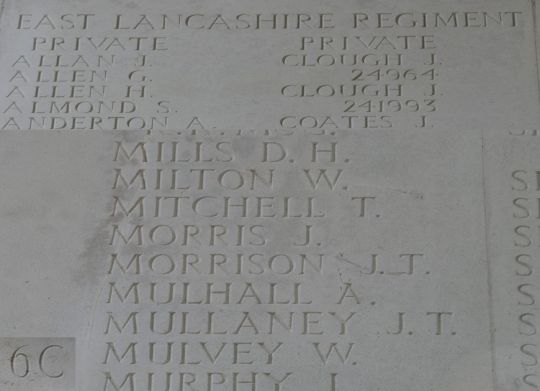 EAST LANCASHIRE REGIMENT
PRIVATE PRIVATE
ALLAN J. CLOUGH J.
ALLEN G. 24964
ALLEN H. CLOUGH J.
ALMOND S. 241993
ANDERTON A. COATES J.
MILLS D. H.
MILTON W.
MITCHELL T.
MORRIS J.
MORRISON J. T.
MULHALL A.
MULLANEY J. T.
MULVEY W.
MURPHY
6C